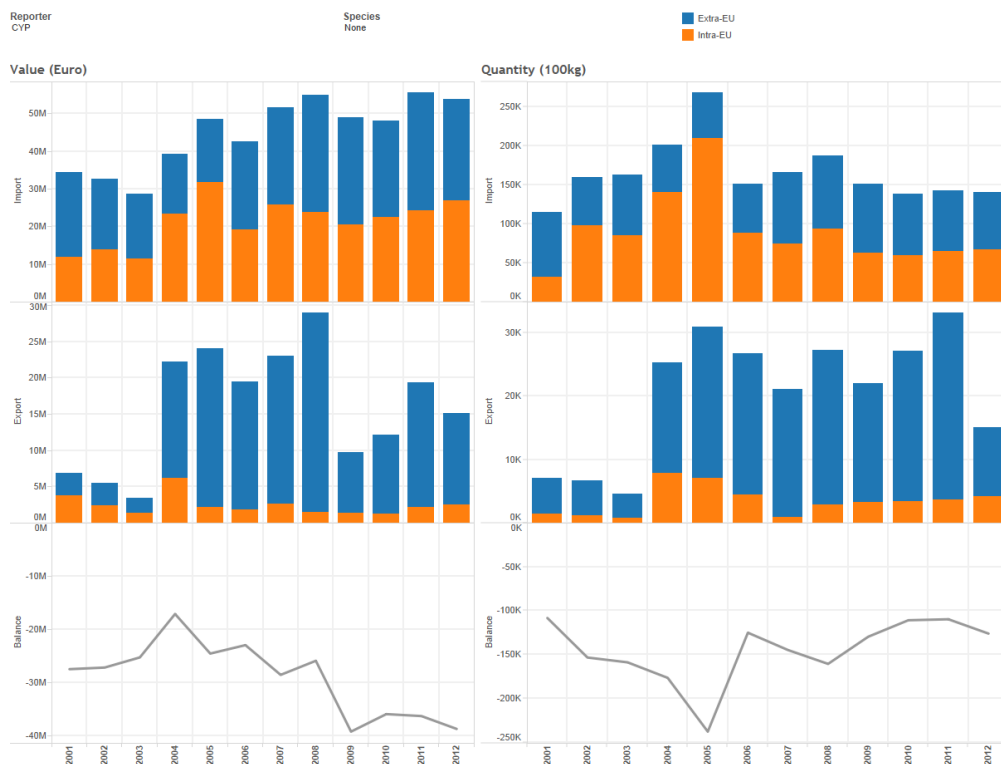 Reporter
CYP
Species
None
Extra-EU
Intra-EU
Value (Euro)
Quantity (100kg)
Import
50M
40M
30M
20M
10M
0M
Import
250K
200K
150K
100K
50K
0K
Export
30M
25M
20M
15M
10M
5M
0M
Export
30K
20K
10K
0K
Balance
0M
-10M
-20M
-30M
-40M
Balance
0K
-50K
-100K
-150K
-200K
-250K
2001 2002 2003 2004 2005 2006 2007 2008 2009 2010 2011 2012
2001 2002 2003 2004 2005 2006 2007 2008 2009 2010 2011 2012